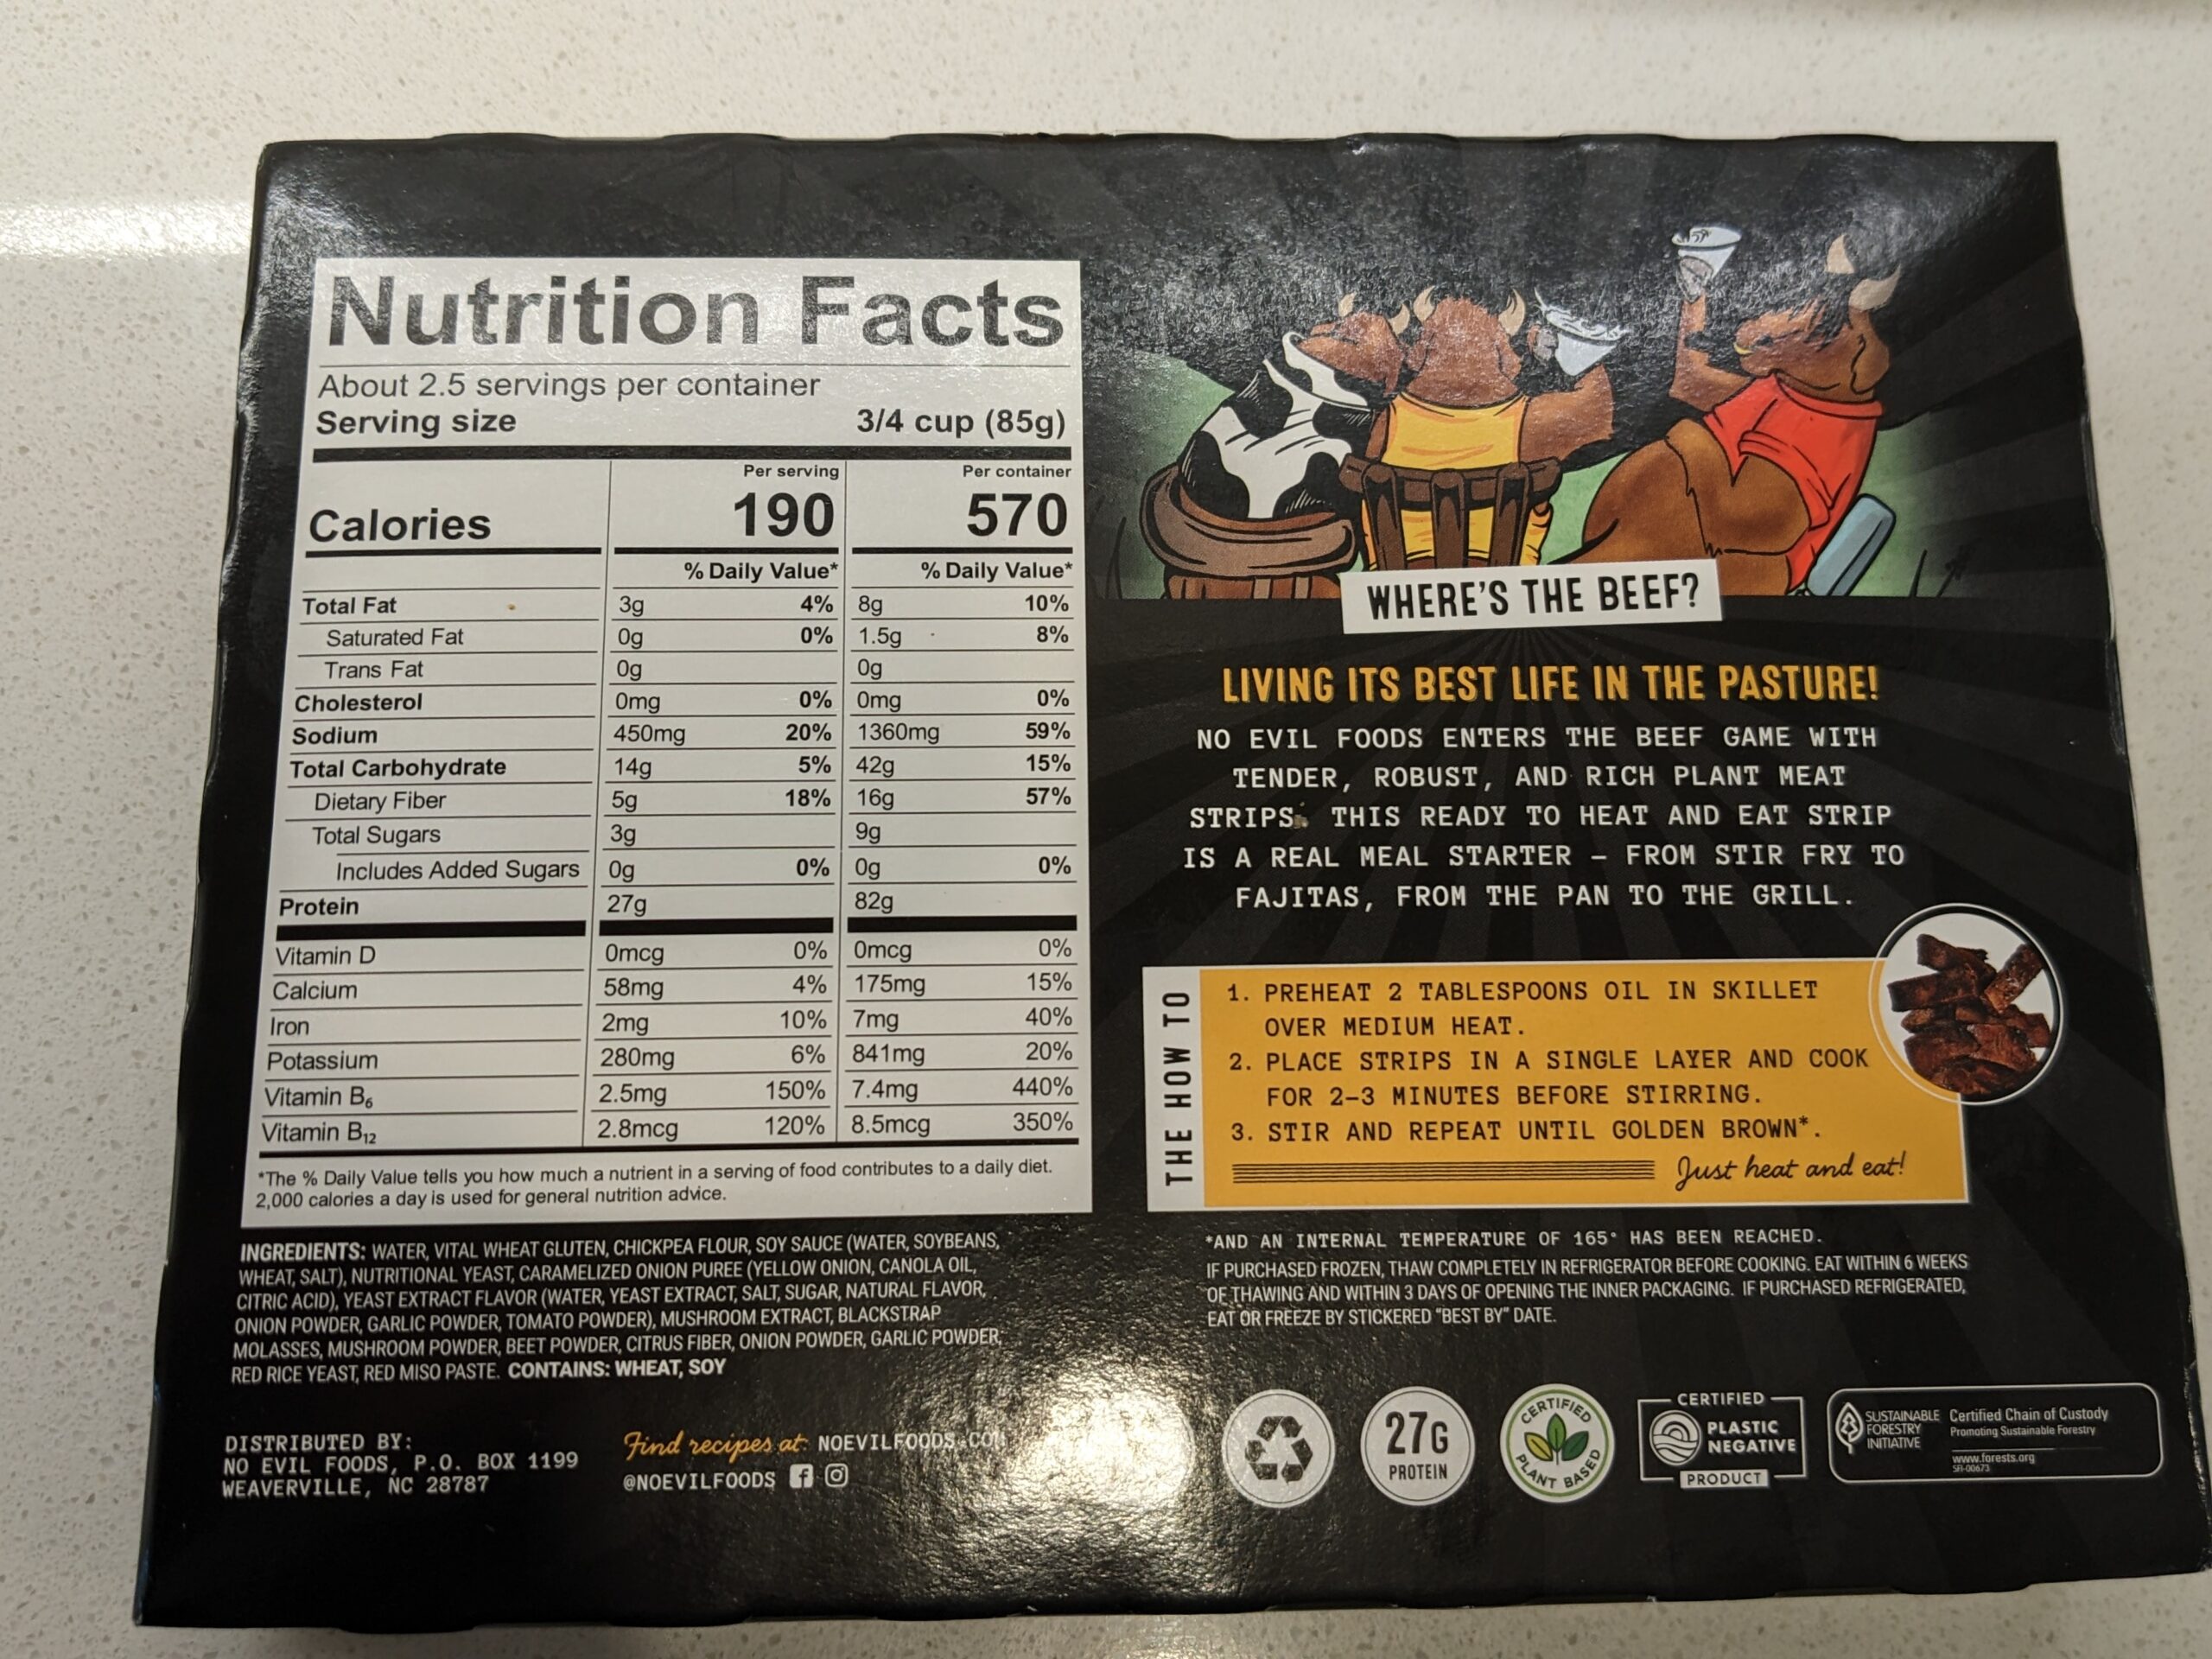 Nutrition Facts
About 2.5 servings per container
Serving size 3/4 cup (85g)
Per serving Per container
Calories 190 570
% Daily Value* % Daily Value*
Total Fat 3g 4% 8g 10%
Saturated Fat 0g 0% 1.5g 8%
Trans Fat 0g 0g
Cholesterol 0mg 0% 0mg 0%
Sodium 450mg 20% 1360mg 59%
Total Carbohydrate 14g 5% 42g 15%
Dietary Fiber 5g 18% 16g 57%
Total Sugars 3g 9g
Includes Added Sugars 0g 0% 0g 0%
Protein 27g 82g
Vitamin D 0mcg 0% 0mcg 0%
Calcium 58mg 4% 175mg 15%
Iron 2mg 10% 7mg 40%
Potassium 280mg 6% 841mg 20%
Vitamin B6 2.5mg 150% 7.4mg 440%
Vitamin B12 2.8mcg 120% 8.5mcg 350%
*The % Daily Value tells you how much a nutrient in a serving of food contributes to a daily diet.
2,000 calories a day is used for general nutrition advice.
INGREDIENTS: WATER, VITAL WHEAT GLUTEN, CHICKPEA FLOUR, SOY SAUCE (WATER, SOYBEANS,
WHEAT, SALT), NUTRITIONAL YEAST, CARAMELIZED ONION PUREE (YELLOW ONION, CANOLA OIL,
CITRIC ACID), YEAST EXTRACT FLAVOR (WATER, YEAST EXTRACT, SALT, SUGAR, NATURAL FLAVOR,
ONION POWDER, GARLIC POWDER, TOMATO POWDER), MUSHROOM EXTRACT, BLACKSTRAP
MOLASSES, MUSHROOM POWDER, BEET POWDER, CITRUS FIBER, ONION POWDER, GARLIC POWDER,
RED RICE YEAST, RED MISO PASTE. CONTAINS: WHEAT, SOY
DISTRIBUTED BY:
NO EVIL FOODS, P.O. BOX 1199
WEAVERVILLE, NC 28787
Find recipes at: NOEVILFOODS.COM
@NOEVILFOODS
WHERE'S THE BEEF?
LIVING ITS BEST LIFE IN THE PASTURE!
NO EVIL FOODS ENTERS THE BEEF GAME WITH
TENDER, ROBUST, AND RICH PLANT MEAT
STRIPS. THIS READY TO HEAT AND EAT STRIP
IS A REAL MEAL STARTER – FROM STIR FRY TO
FAJITAS, FROM THE PAN TO THE GRILL.
THE HOW TO
1. PREHEAT 2 TABLESPOONS OIL IN SKILLET
OVER MEDIUM HEAT.
2. PLACE STRIPS IN A SINGLE LAYER AND COOK
FOR 2-3 MINUTES BEFORE STIRRING.
3. STIR AND REPEAT UNTIL GOLDEN BROWN*.
Just heat and eat!
*AND AN INTERNAL TEMPERATURE OF 165° HAS BEEN REACHED.
IF PURCHASED FROZEN, THAW COMPLETELY IN REFRIGERATOR BEFORE COOKING. EAT WITHIN 6 WEEKS
OF THAWING AND WITHIN 3 DAYS OF OPENING THE INNER PACKAGING. IF PURCHASED REFRIGERATED,
EAT OR FREEZE BY STICKERED "BEST BY" DATE.
27G
PROTEIN
CERTIFIED
PLANT BASED
CERTIFIED
PLASTIC
NEGATIVE
PRODUCT
SUSTAINABLE
FORESTRY
INITIATIVE
Certified Chain of Custody
Promoting Sustainable Forestry
www.forests.org
SFI-00673